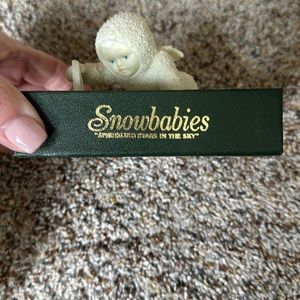 Snowbabies
"SPRINKLING STARS IN THE SKY"